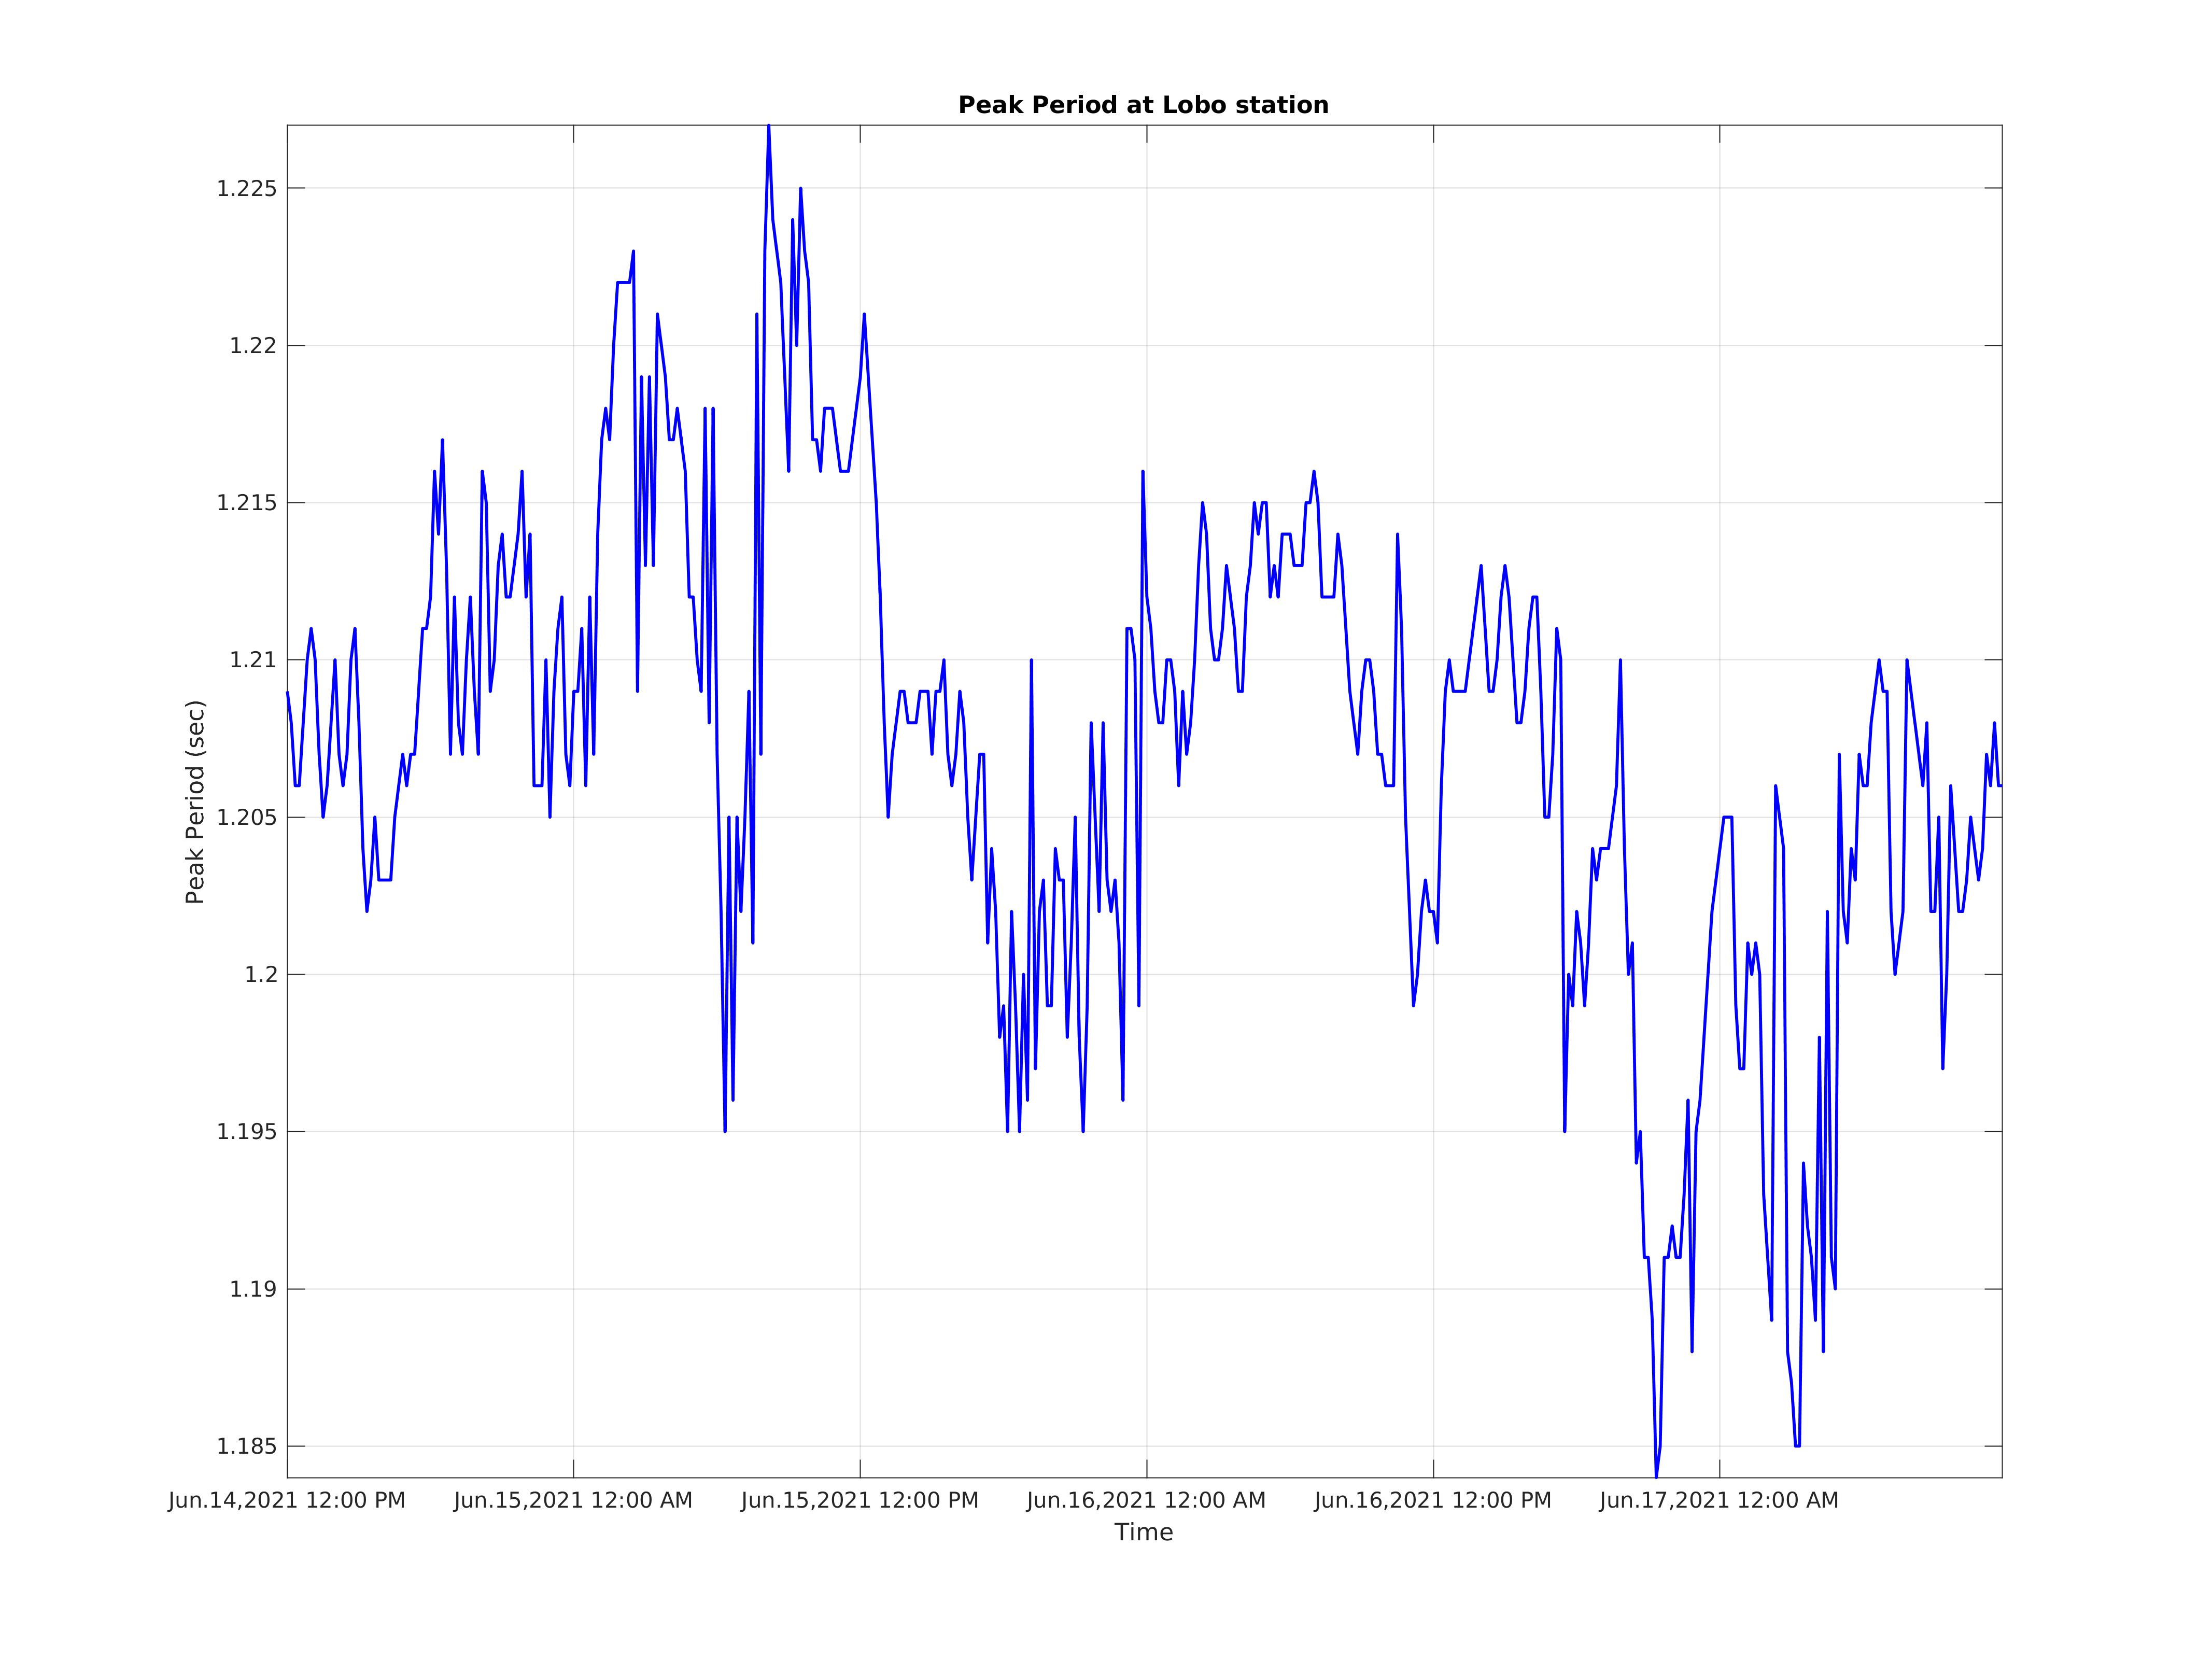 Peak Period at Lobo station
1.225
1.22
1.215
1.21
1.205
1.2
1.195
1.19
1.185
Peak Period (sec)
Jun.14,2021 12:00 PM Jun.15,2021 12:00 AM Jun.15,2021 12:00 PM Jun.16,2021 12:00 AM Jun.16,2021 12:00 PM Jun.17,2021 12:00 AM
Time